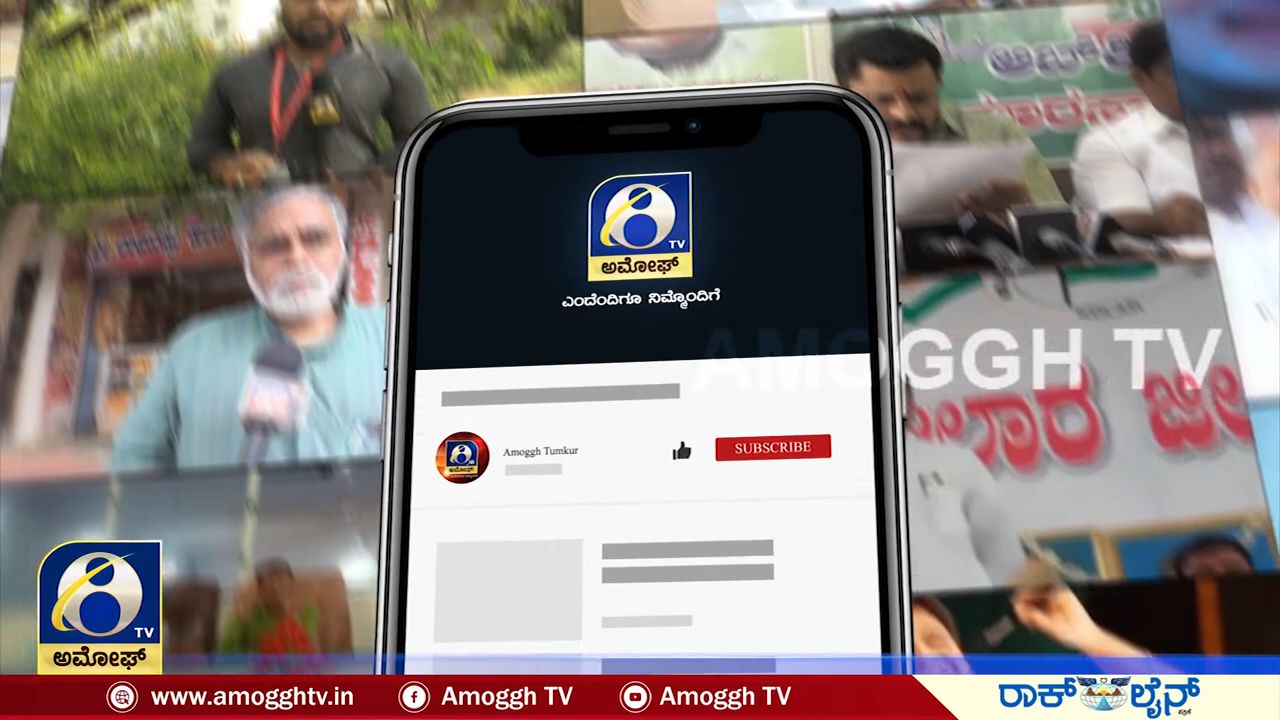 TV
ಅಮೋಘ್
ಎಂದೆಂದಿಗೂ ನಿಮ್ಮೊಂದಿಗೆ
AMOGGH TV
Amoggh Tumkur
SUBSCRIBE
TV
ಅಮೋಘ್
www.amogghtv.in
Amoggh TV
Amoggh TV
ರಾಕ್ ಲೈನ್